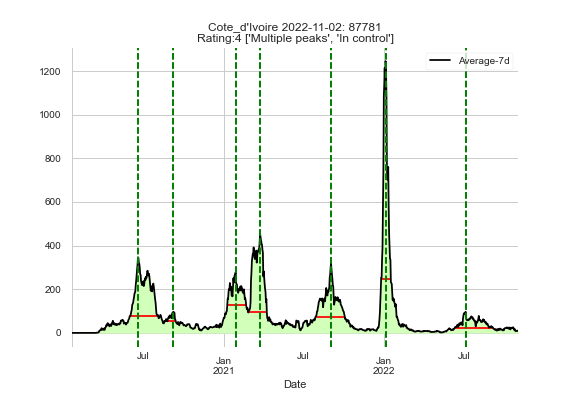 Cote_d'Ivoire 2022-11-02: 87781
Rating:4 ['Multiple peaks', 'In control']
Average-7d
1200
1000
800
600
400
200
0
Jul
Jan
2021
Jul
Jan
2022
Jul
Date